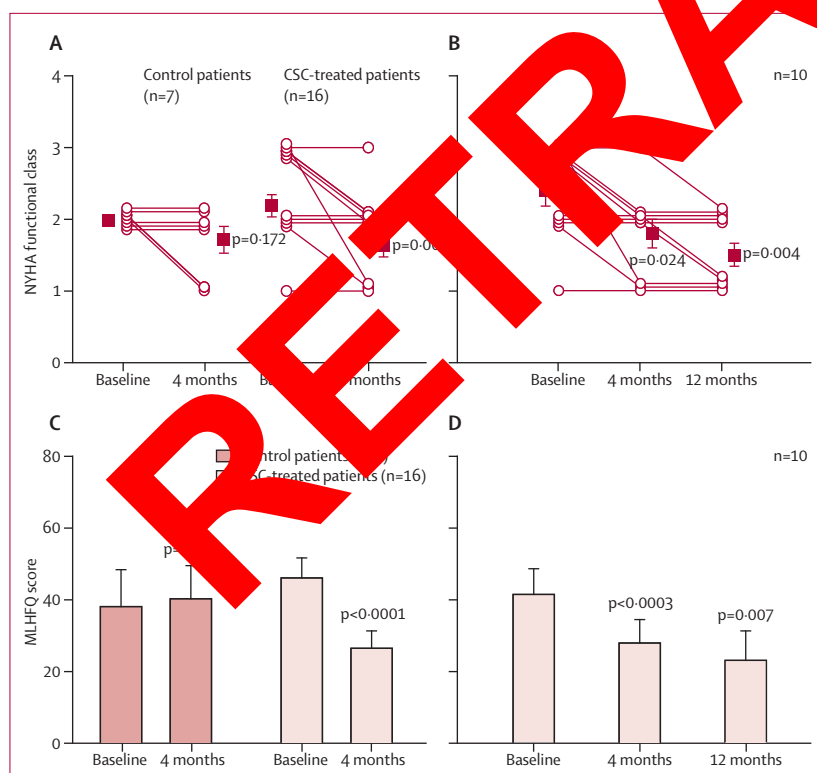 A
B
4
3
2
1
0
NYHA functional class
Control patients
(n=7)
CSC-treated patients
(n=16)
n=10
p=0·172
p=0·024
p=0·004
Baseline
4 months
Baseline
4 months
12 months
C
D
80
60
40
20
0
MLHFQ score
patients
CSC-treated patients (n=16)
n=10
p<0·0001
p<0·0003
p=0·007
Baseline
4 months
Baseline
4 months
Baseline
4 months
12 months
RETRA